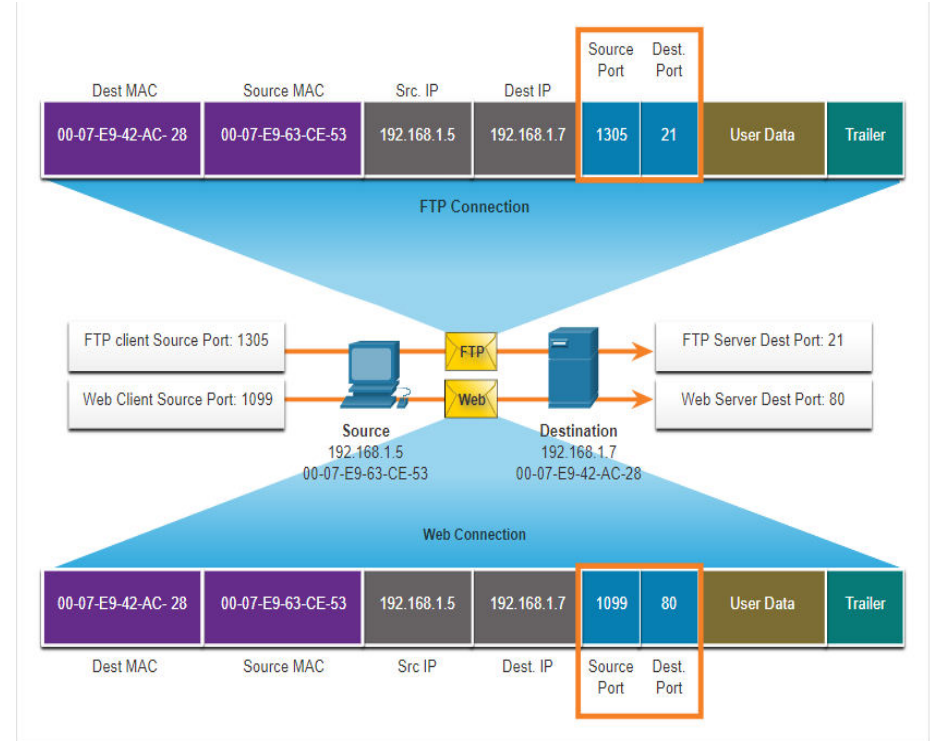 Source Port
Dest. Port
Dest MAC
Source MAC
Src. IP
Dest IP
00-07-E9-42-AC- 28
00-07-E9-63-CE-53
192.168.1.5
192.168.1.7
1305
21
User Data
Trailer
FTP Connection
FTP client Source Port: 1305
FTP
FTP Server Dest Port: 21
Web Client Source Port: 1099
Web
Web Server Dest Port: 80
Source
192.168.1.5
00-07-E9-63-CE-53
Destination
192.168.1.7
00-07-E9-42-AC-28
Web Connection
00-07-E9-42-AC- 28
00-07-E9-63-CE-53
192.168.1.5
192.168.1.7
1099
80
User Data
Trailer
Dest MAC
Source MAC
Src IP
Dest. IP
Source Port
Dest. Port